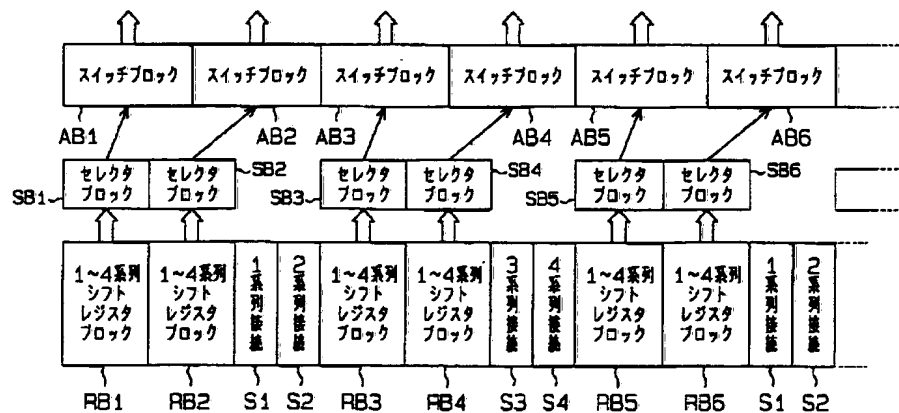 スイッチブロック スイッチブロック スイッチブロック スイッチブロック スイッチブロック スイッチブロック
AB1 AB2 AB3 AB4 AB5 AB6
SB1 セレクタブロック セレクタブロック SB2 SB3 セレクタブロック セレクタブロック SB4 SB5 セレクタブロック セレクタブロック SB6
1~4系列
シフト
レジスタ
ブロック
1~4系列
シフト
レジスタ
ブロック
1系列接続
2系列接続
1~4系列
シフト
レジスタ
ブロック
1~4系列
シフト
レジスタ
ブロック
3系列接続
4系列接続
1~4系列
シフト
レジスタ
ブロック
1~4系列
シフト
レジスタ
ブロック
1系列接続
2系列接続
RB1 RB2 S1 S2 RB3 RB4 S3 S4 RB5 RB6 S1 S2